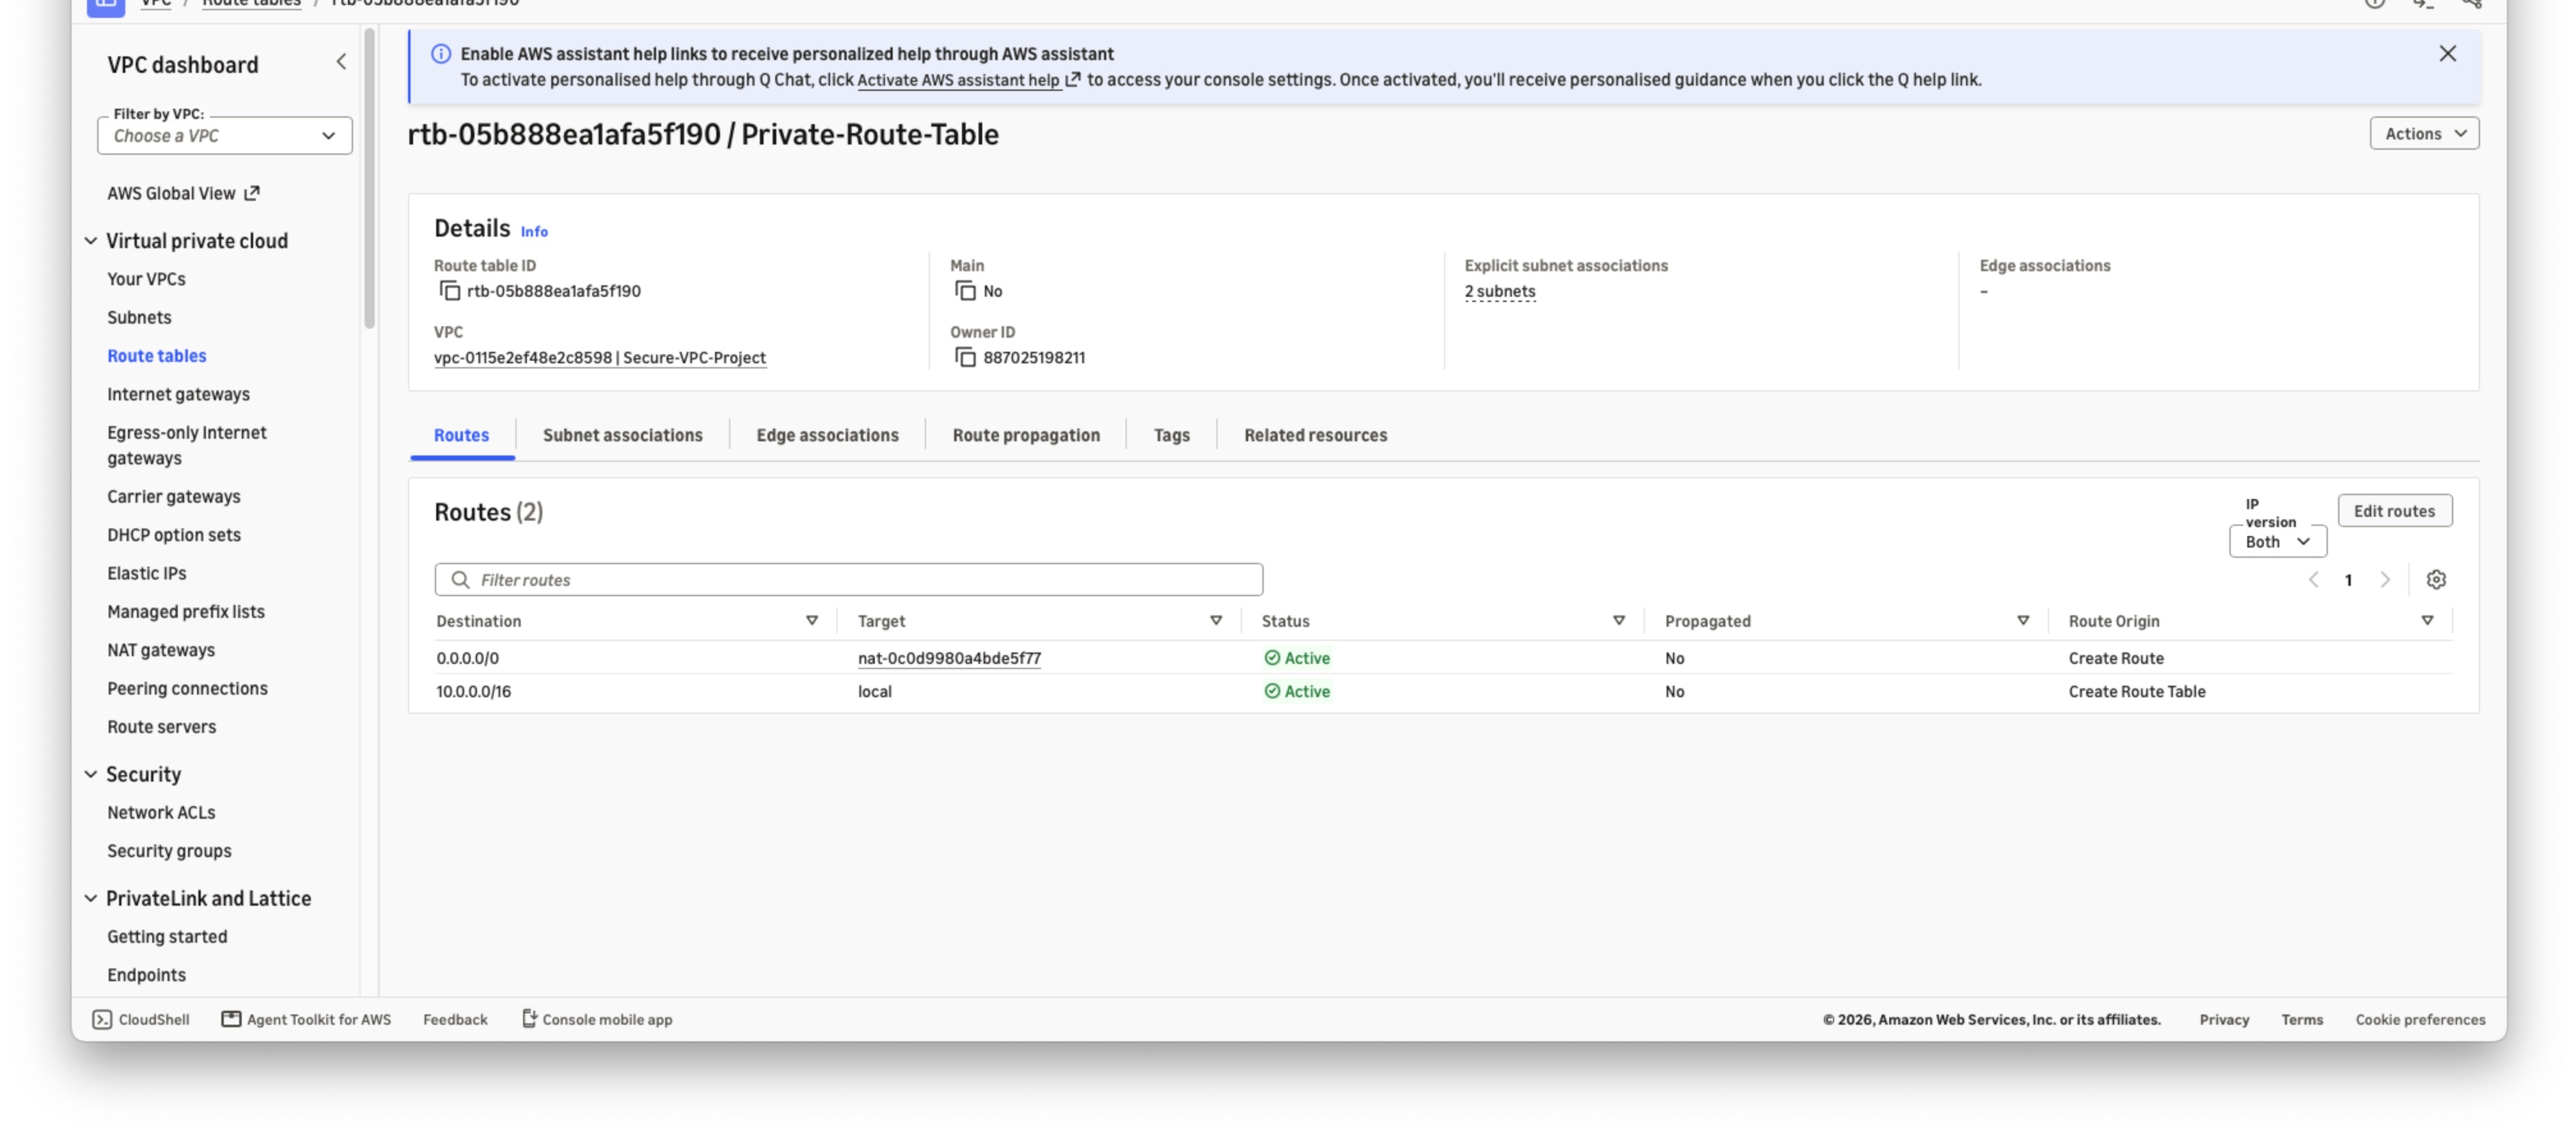 VPC / Route tables / rtb-05b888ea1afa5f190
VPC dashboard
Filter by VPC:
Choose a VPC
AWS Global View
Virtual private cloud
Your VPCs
Subnets
Route tables
Internet gateways
Egress-only Internet
gateways
Carrier gateways
DHCP option sets
Elastic IPs
Managed prefix lists
NAT gateways
Peering connections
Route servers
Security
Network ACLs
Security groups
PrivateLink and Lattice
Getting started
Endpoints
Enable AWS assistant help links to receive personalized help through AWS assistant
To activate personalised help through Q Chat, click Activate AWS assistant help to access your console settings. Once activated, you'll receive personalised guidance when you click the Q help link.
rtb-05b888ea1afa5f190 / Private-Route-Table
Actions
Details Info
Route table ID
rtb-05b888ea1afa5f190
Main
No
Explicit subnet associations
2 subnets
Edge associations
–
VPC
vpc-0115e2ef48e2c8598 | Secure-VPC-Project
Owner ID
887025198211
Routes
Subnet associations
Edge associations
Route propagation
Tags
Related resources
Routes (2)
IP
version
Both
Edit routes
Filter routes
1
Destination Target Status Propagated Route Origin
0.0.0.0/0 nat-0c0d9980a4bde5f77 Active No Create Route
10.0.0.0/16 local Active No Create Route Table
CloudShell Agent Toolkit for AWS Feedback Console mobile app © 2026, Amazon Web Services, Inc. or its affiliates. Privacy Terms Cookie preferences